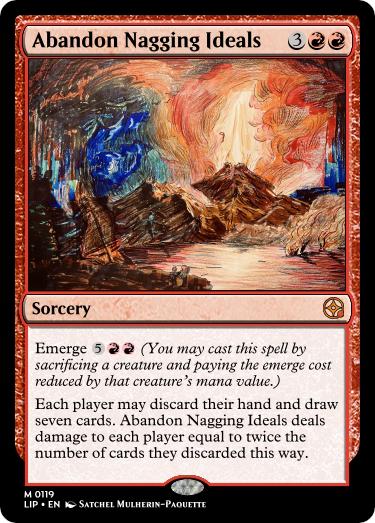 Abandon Nagging Ideals 3
Sorcery
Emerge 5 (You may cast this spell by
sacrificing a creature and paying the emerge cost
reduced by that creature's mana value.)
Each player may discard their hand and draw
seven cards. Abandon Nagging Ideals deals
damage to each player equal to twice the
number of cards they discarded this way.
M 0119
LIP • EN Satchel Mulherin-Paquette